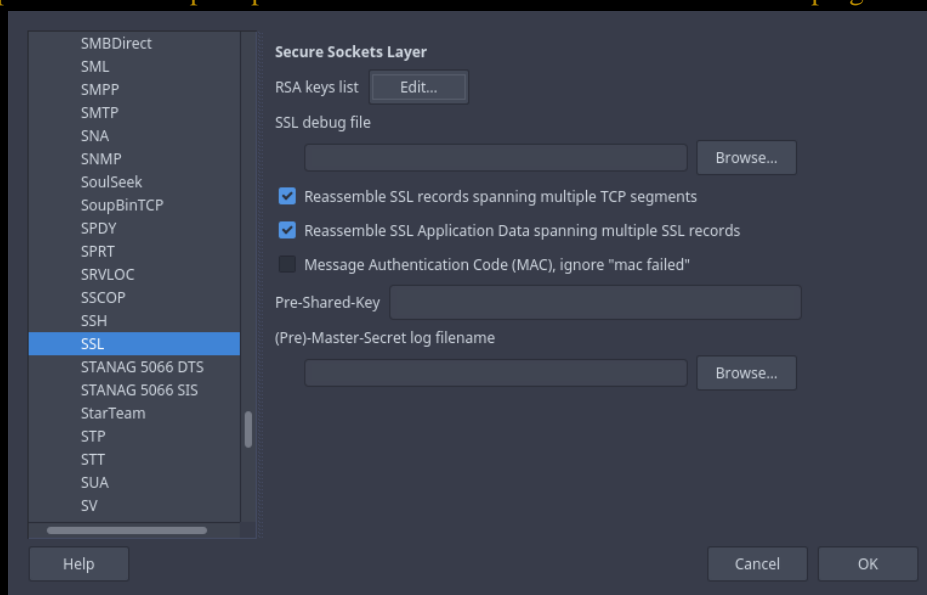 SMBDirect
SML
SMPP
SMTP
SNA
SNMP
SoulSeek
SoupBinTCP
SPDY
SPRT
SRVLOC
SSCOP
SSH
SSL
STANAG 5066 DTS
STANAG 5066 SIS
StarTeam
STP
STT
SUA
SV
Secure Sockets Layer
RSA keys list Edit...
SSL debug file
Browse...
Reassemble SSL records spanning multiple TCP segments
Reassemble SSL Application Data spanning multiple SSL records
Message Authentication Code (MAC), ignore "mac failed"
Pre-Shared-Key
(Pre)-Master-Secret log filename
Browse...
Help Cancel OK